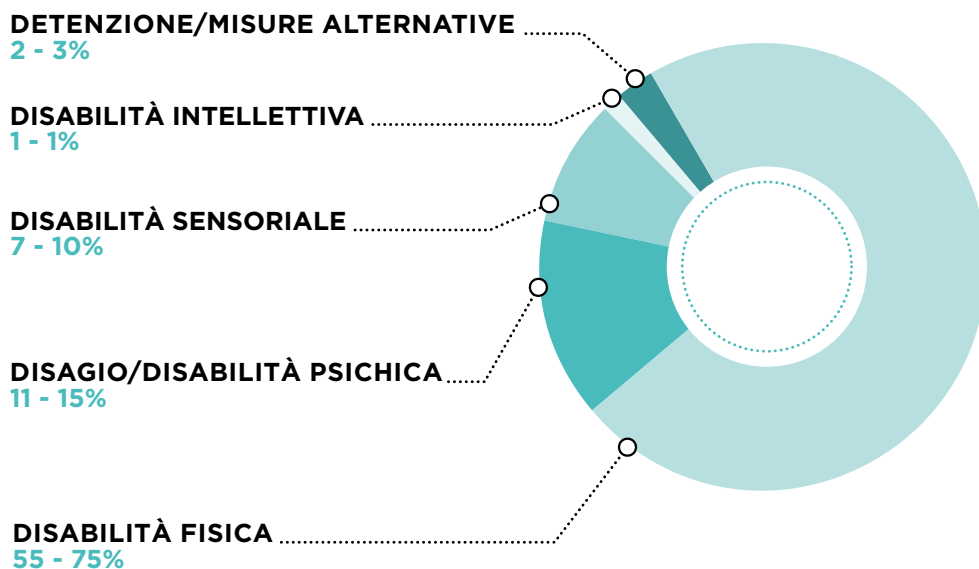 DETENZIONE/MISURE ALTERNATIVE
2 - 3%
DISABILITÀ INTELLETTIVA
1 - 1%
DISABILITÀ SENSORIALE
7 - 10%
DISAGIO/DISABILITÀ PSICHICA
11 - 15%
DISABILITÀ FISICA
55 - 75%